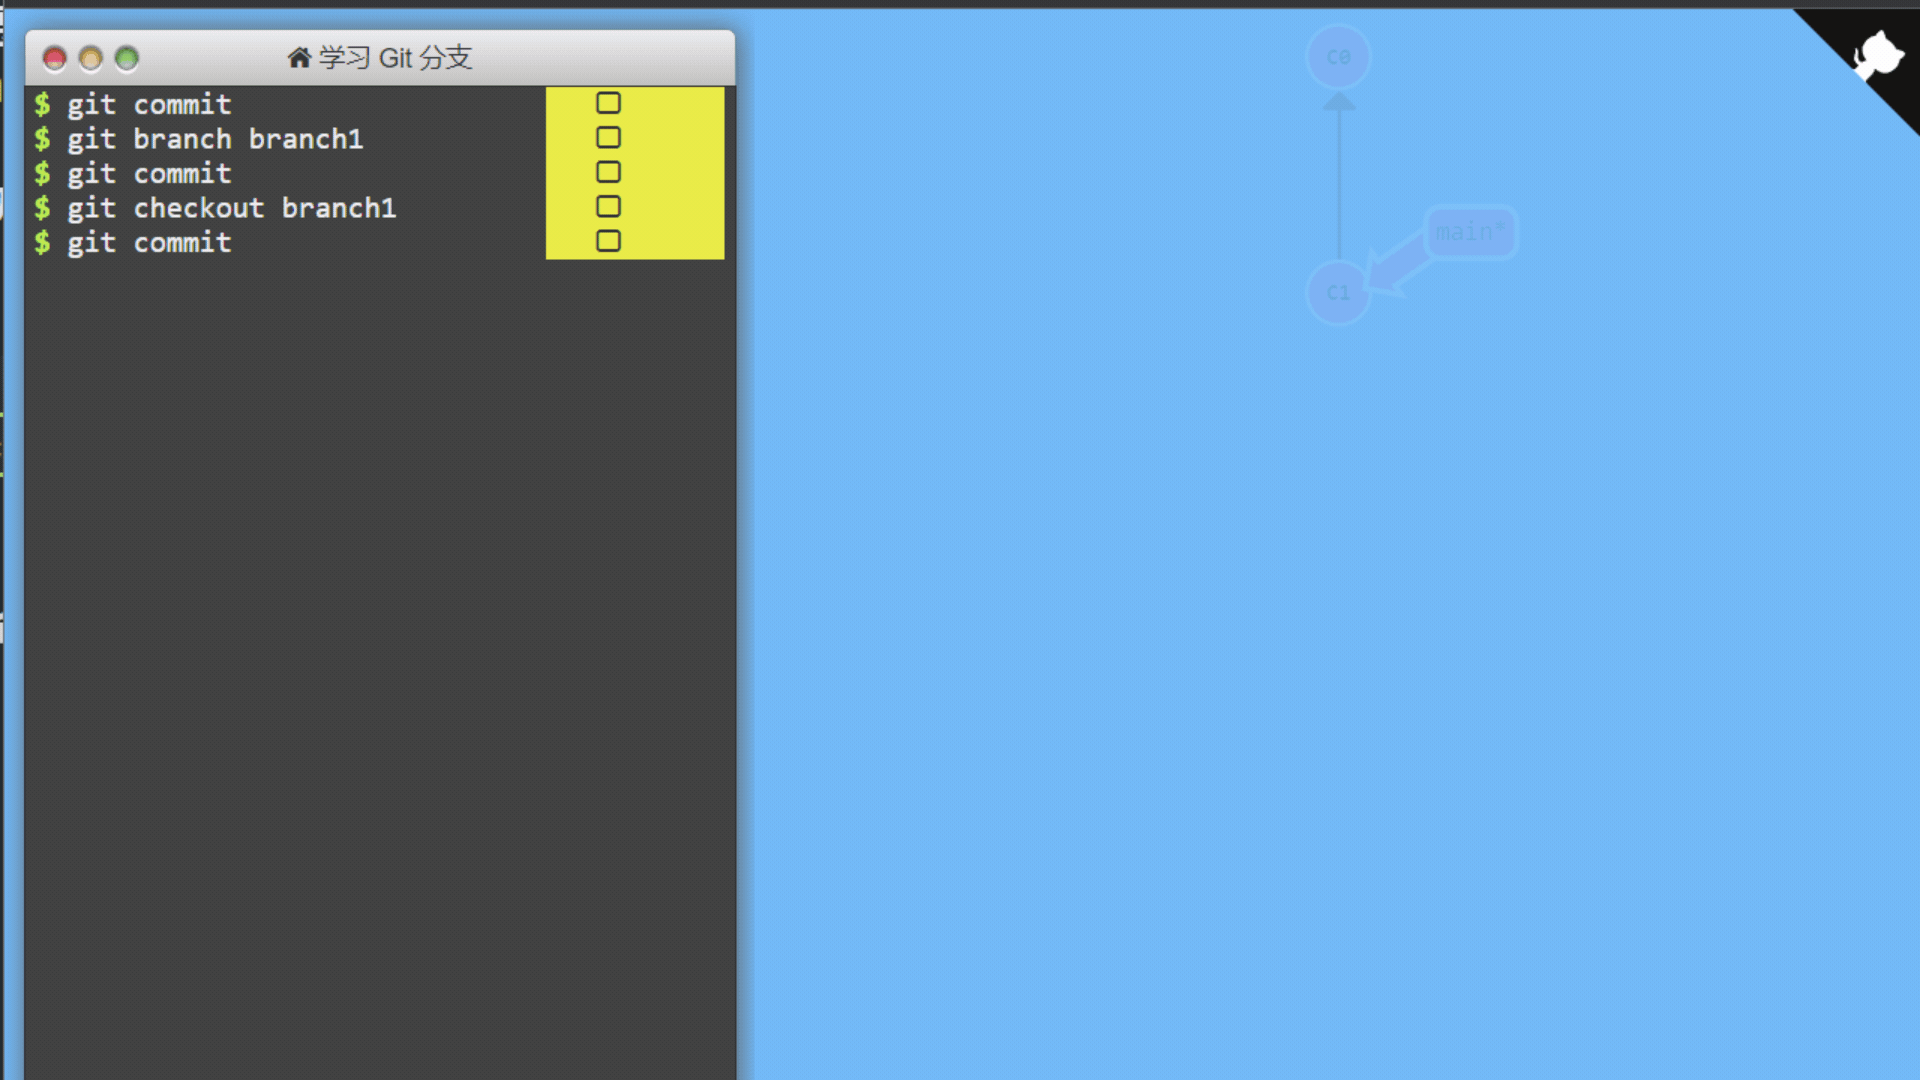 学习 Git 分支
$ git commit
$ git branch branch1
$ git commit
$ git checkout branch1
$ git commit
C0
main*
C1